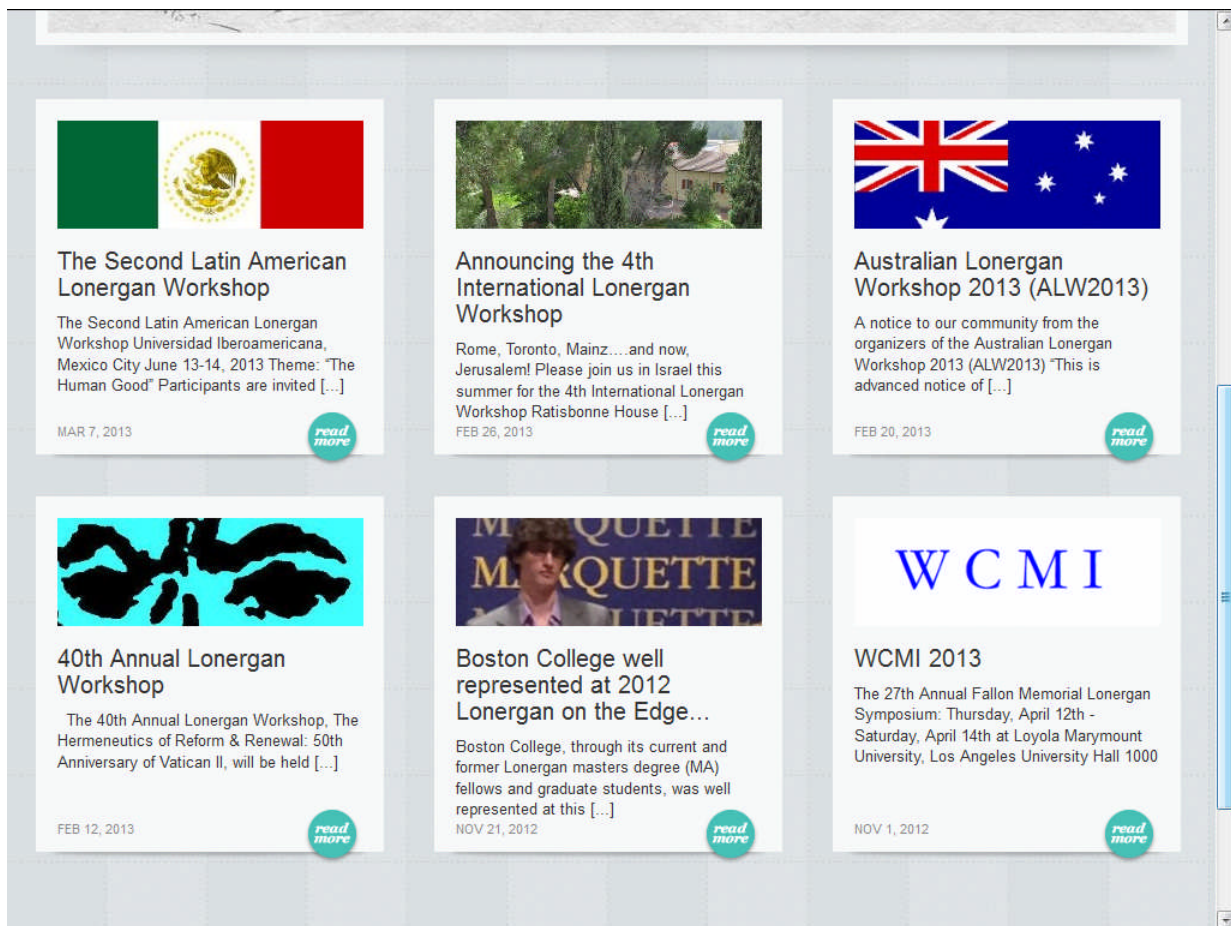 The Second Latin American
Lonergan Workshop
The Second Latin American Lonergan
Workshop Universidad Iberoamericana,
Mexico City June 13-14, 2013 Theme: “The
Human Good” Participants are invited [...]
MAR 7, 2013
read
more
Announcing the 4th
International Lonergan
Workshop
Rome, Toronto, Mainz....and now,
Jerusalem! Please join us in Israel this
summer for the 4th International Lonergan
Workshop Ratisbonne House [...]
FEB 26, 2013
read
more
Australian Lonergan
Workshop 2013 (ALW2013)
A notice to our community from the
organizers of the Australian Lonergan
Workshop 2013 (ALW2013) “This is
advanced notice of [...]
FEB 20, 2013
read
more
40th Annual Lonergan
Workshop
The 40th Annual Lonergan Workshop, The
Hermeneutics of Reform & Renewal: 50th
Anniversary of Vatican II, will be held [...]
FEB 12, 2013
read
more
MARQUETTE
Boston College well
represented at 2012
Lonergan on the Edge...
Boston College, through its current and
former Lonergan masters degree (MA)
fellows and graduate students, was well
represented at this [...]
NOV 21, 2012
read
more
W C M I
WCMI 2013
The 27th Annual Fallon Memorial Lonergan
Symposium: Thursday, April 12th -
Saturday, April 14th at Loyola Marymount
University, Los Angeles University Hall 1000
NOV 1, 2012
read
more